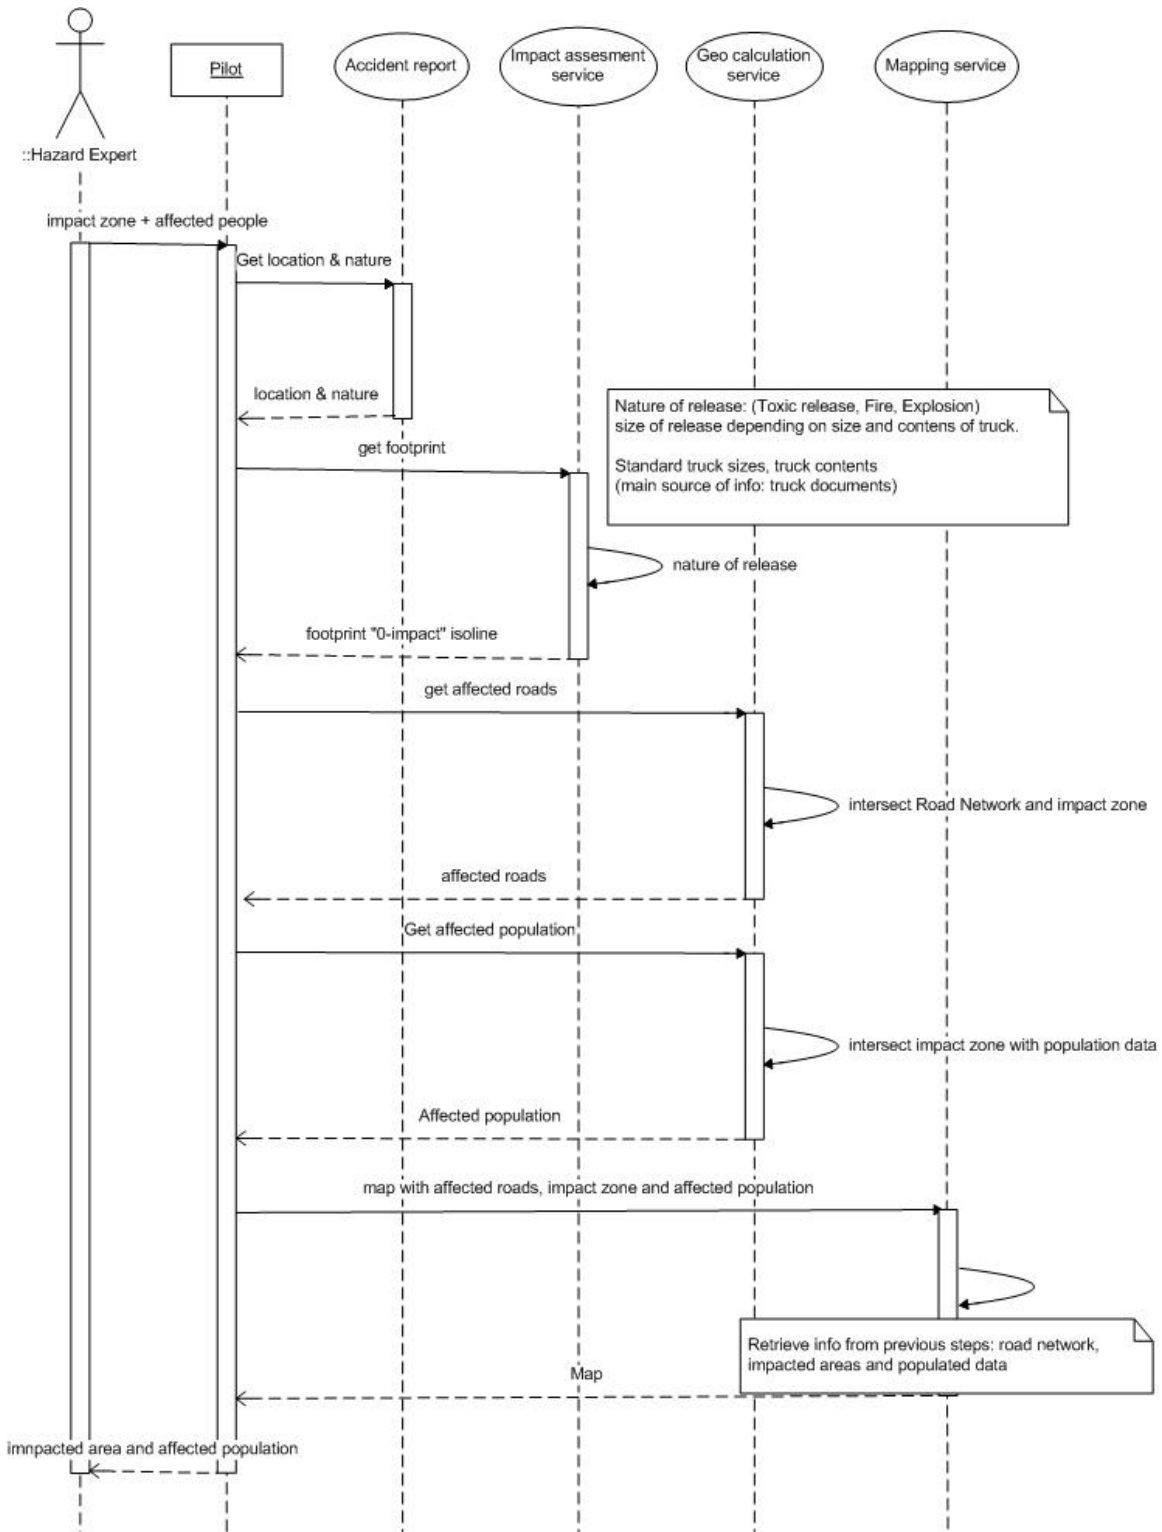 Pilot
Accident report
Impact assesment
service
Geo calculation
service
Mapping service
::Hazard Expert
impact zone + affected people
Get location & nature
location & nature
Nature of release: (Toxic release, Fire, Explosion)
size of release depending on size and contens of truck.
Standard truck sizes, truck contents
(main source of info: truck documents)
get footprint
nature of release
footprint "0-impact" isoline
get affected roads
intersect Road Network and impact zone
affected roads
Get affected population
intersect impact zone with population data
Affected population
map with affected roads, impact zone and affected population
Retrieve info from previous steps: road network,
impacted areas and populated data
Map
imnpacted area and affected population